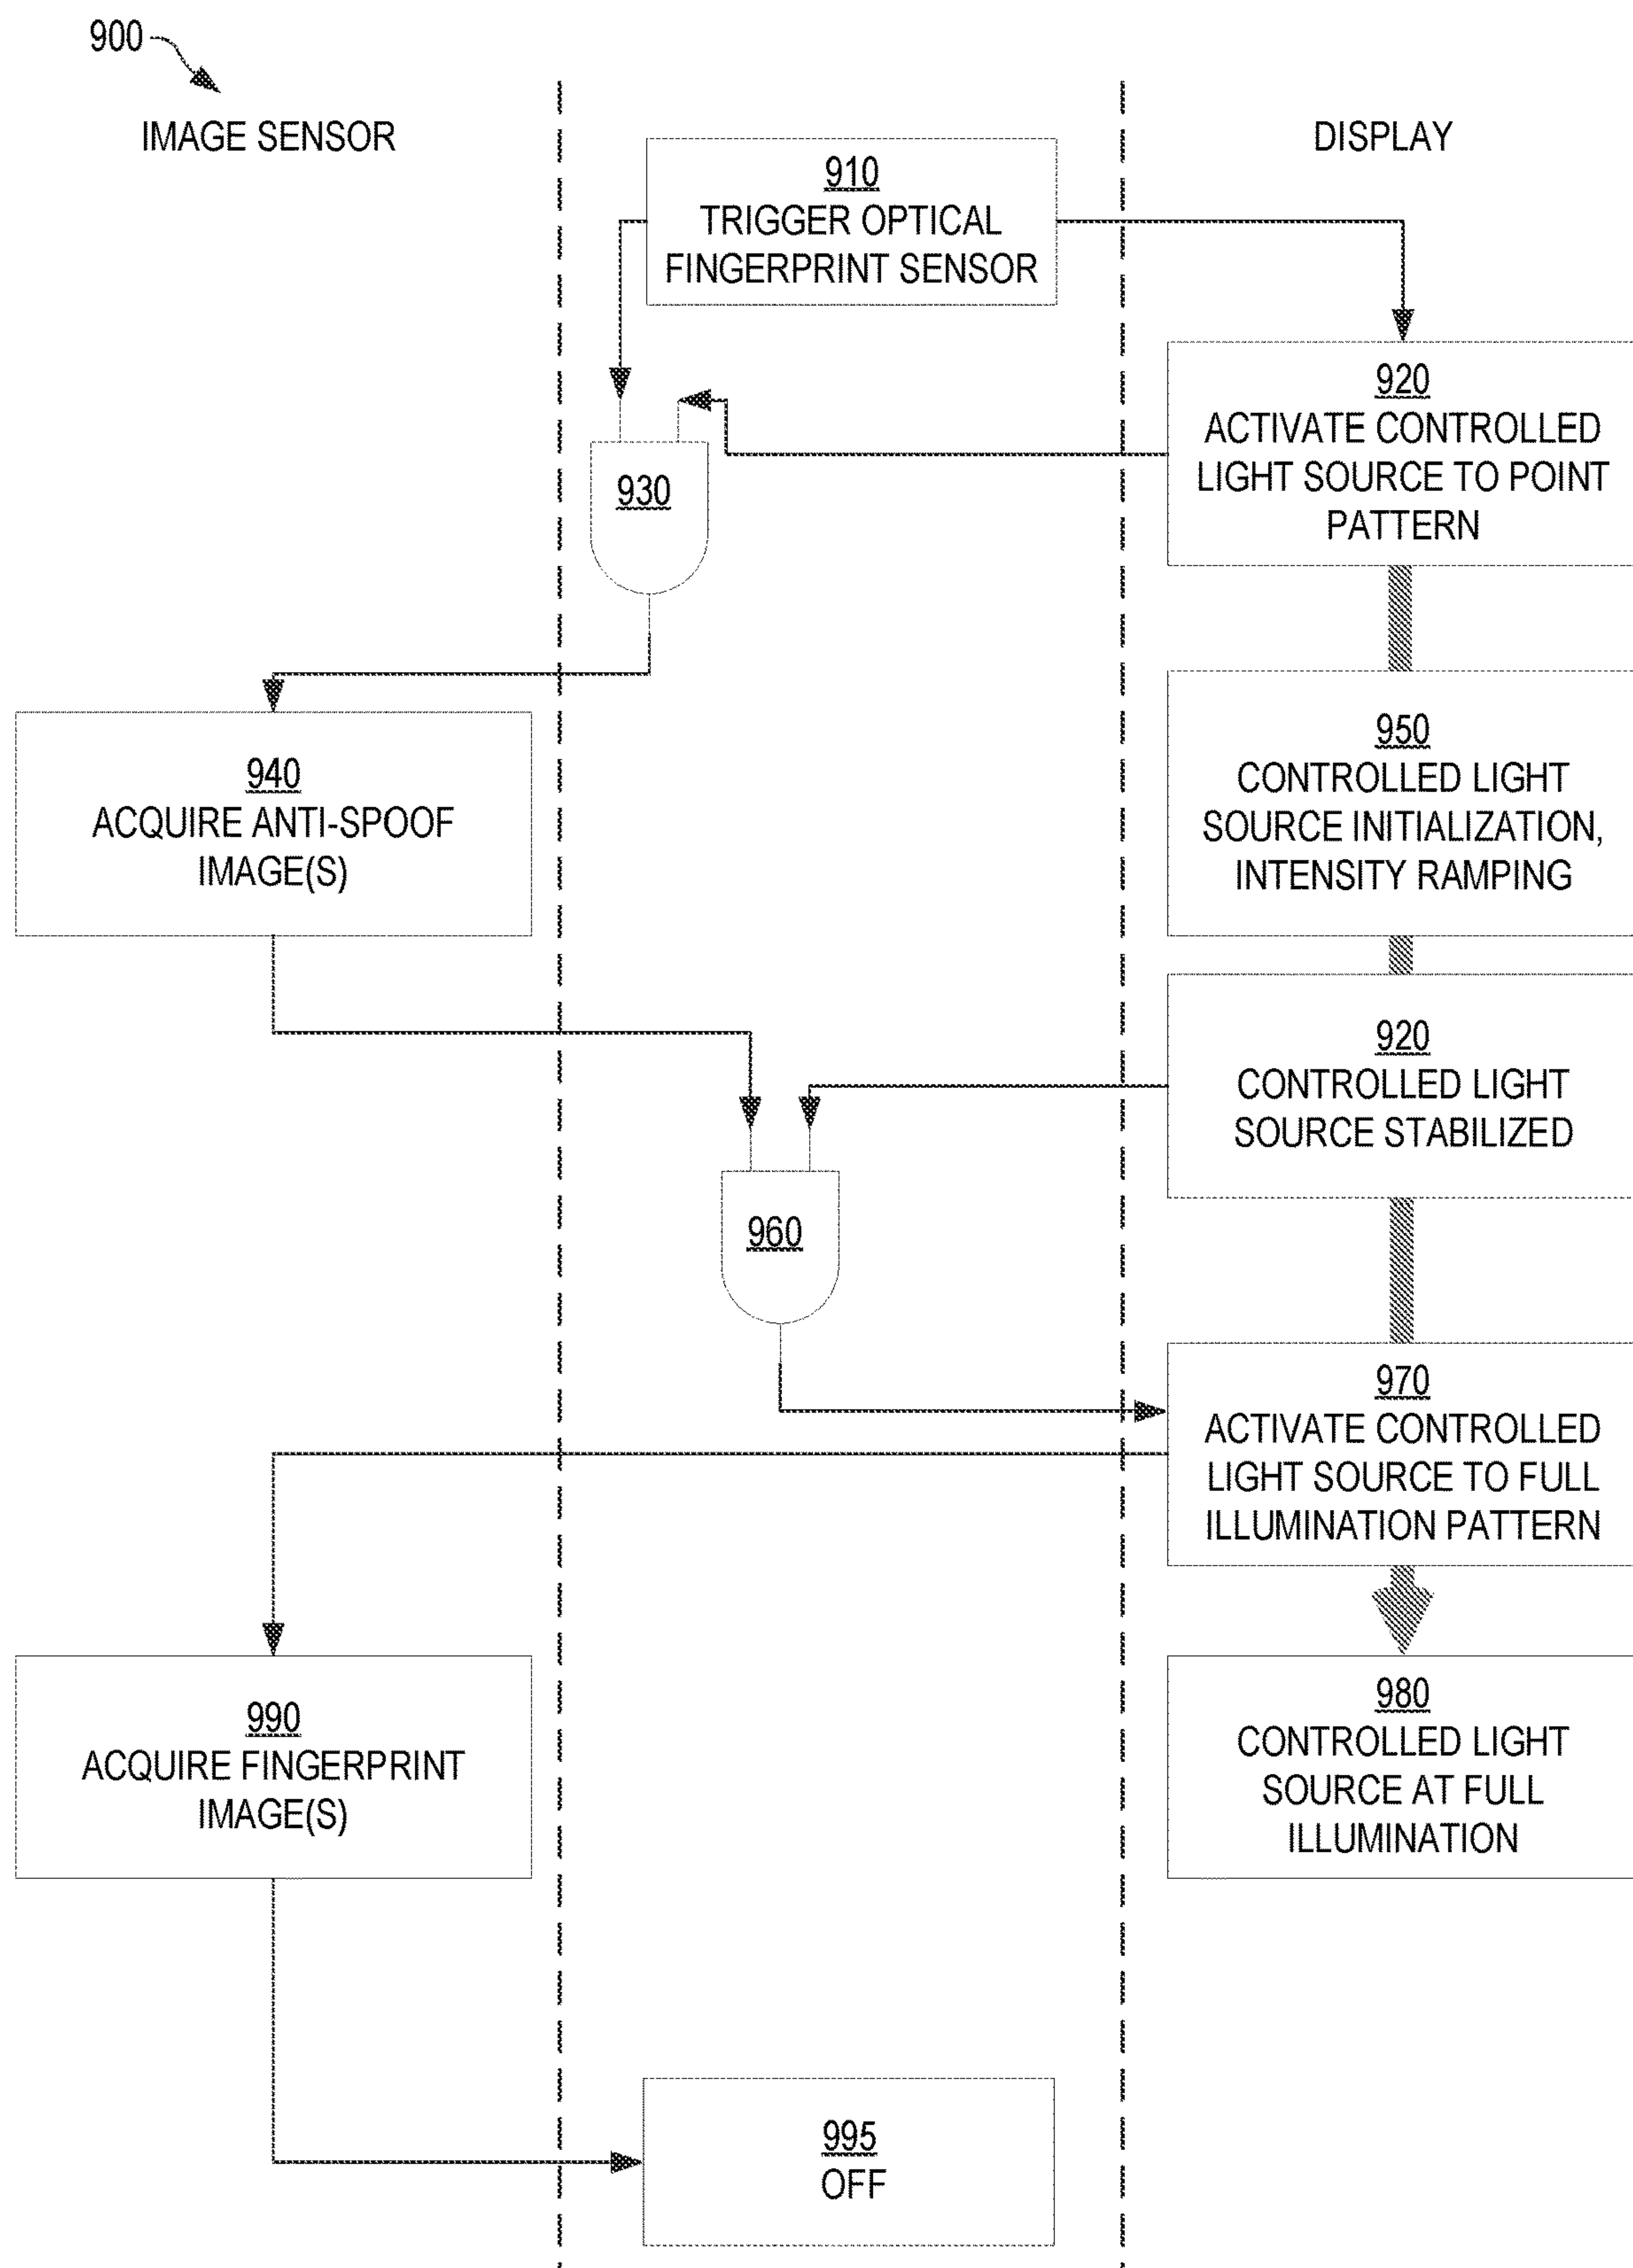 900
IMAGE SENSOR
DISPLAY
910
TRIGGER OPTICAL
FINGERPRINT SENSOR
920
ACTIVATE CONTROLLED
LIGHT SOURCE TO POINT
PATTERN
930
940
ACQUIRE ANTI-SPOOF
IMAGE(S)
950
CONTROLLED LIGHT
SOURCE INITIALIZATION,
INTENSITY RAMPING
920
CONTROLLED LIGHT
SOURCE STABILIZED
960
970
ACTIVATE CONTROLLED
LIGHT SOURCE TO FULL
ILLUMINATION PATTERN
990
ACQUIRE FINGERPRINT
IMAGE(S)
980
CONTROLLED LIGHT
SOURCE AT FULL
ILLUMINATION
995
OFF